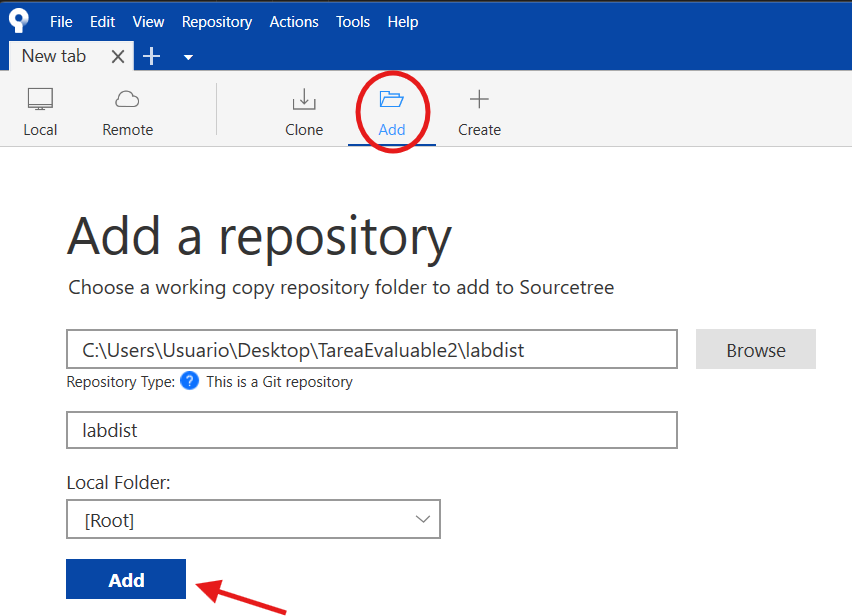 File Edit View Repository Actions Tools Help
New tab
Local Remote Clone Add Create
Add a repository
Choose a working copy repository folder to add to Sourcetree
C:\Users\Usuario\Desktop\TareaEvaluable2\labdist Browse
Repository Type: ? This is a Git repository
labdist
Local Folder:
[Root]
Add